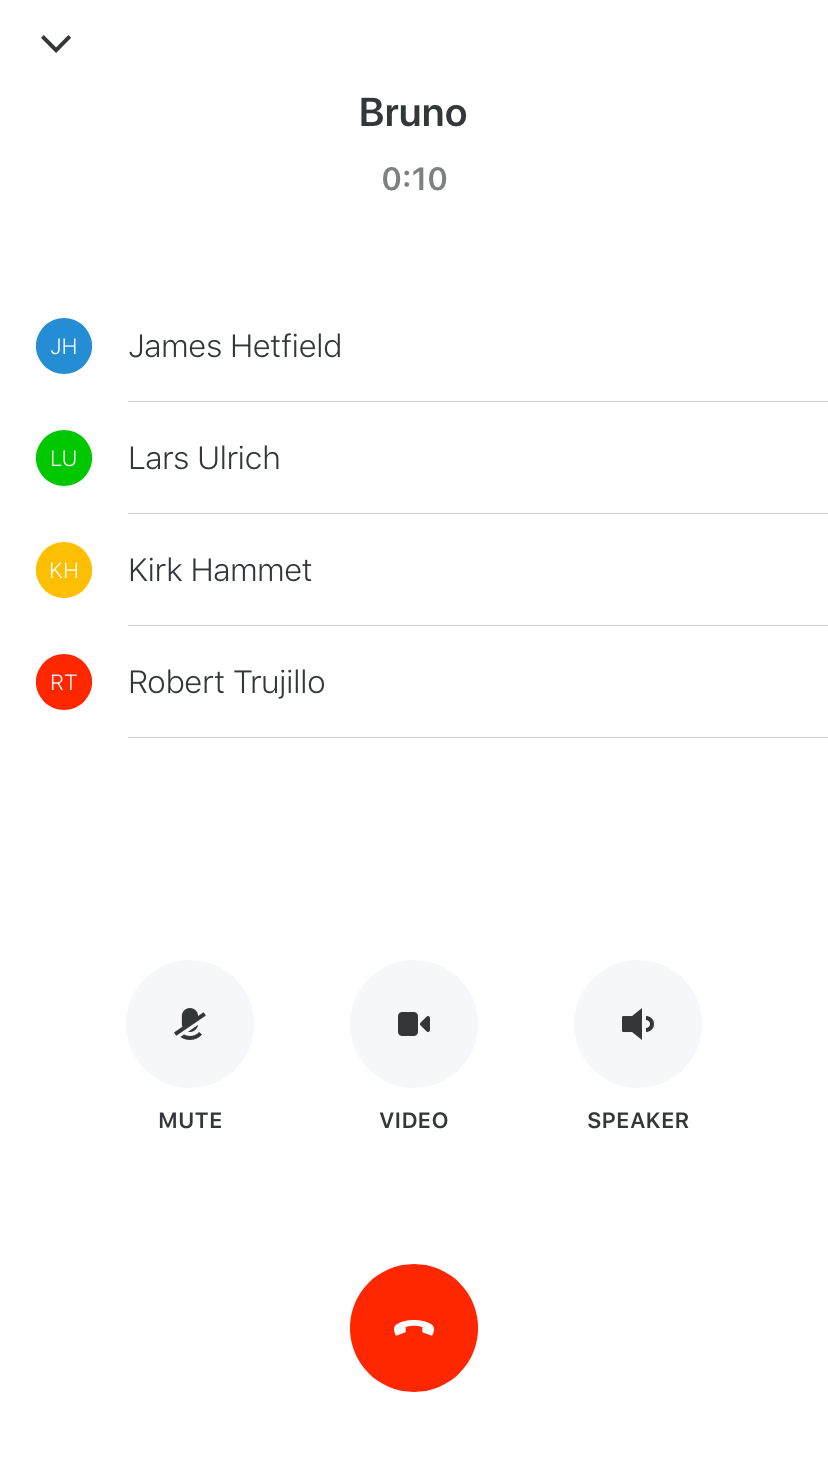 Bruno
0:10
JH James Hetfield
LU Lars Ulrich
KH Kirk Hammet
RT Robert Trujillo
MUTE VIDEO SPEAKER